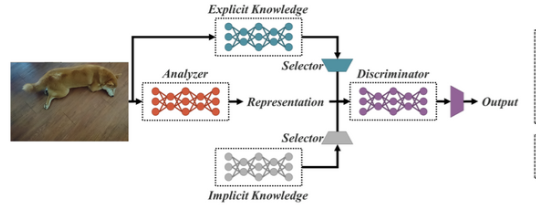 Explicit Knowledge
Selector
Analyzer
Discriminator
Representation
Output
Selector
Implicit Knowledge